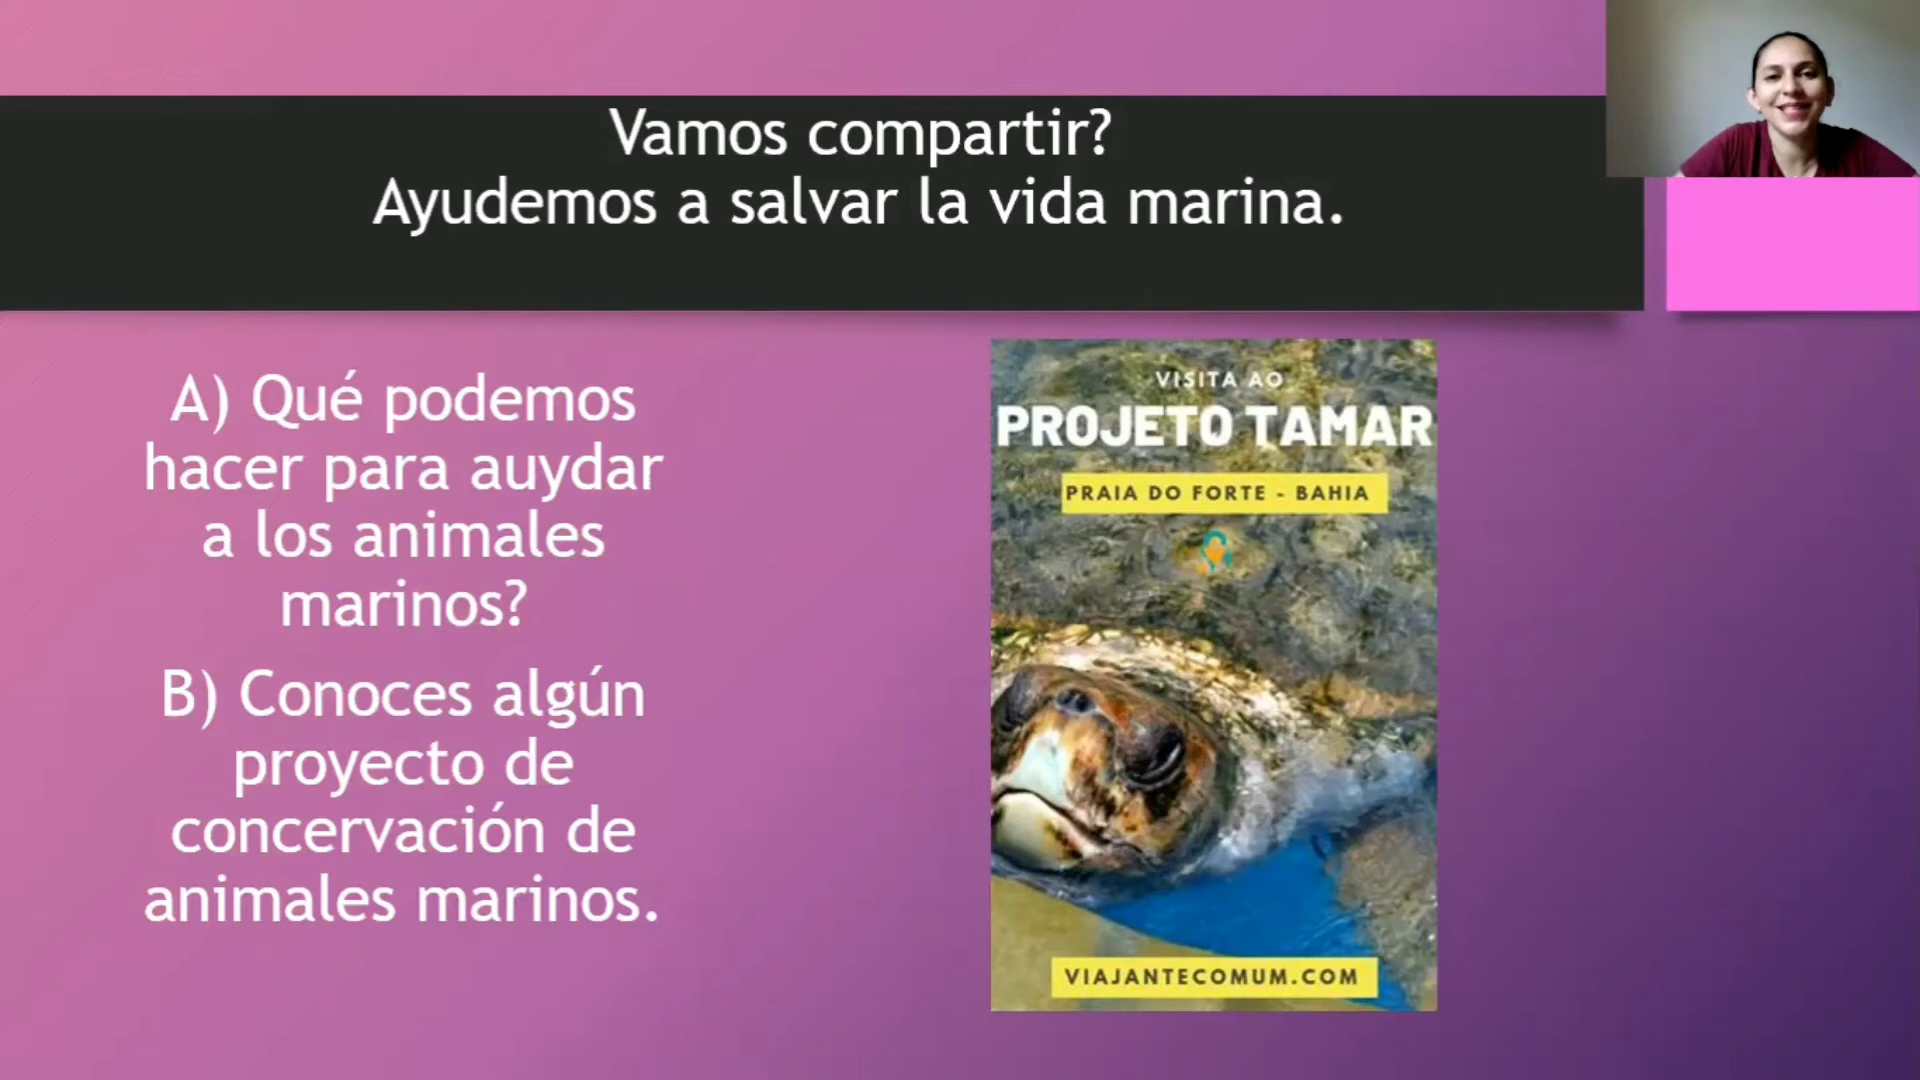 Vamos compartir?
Ayudemos a salvar la vida marina.
A) Qué podemos
hacer para auydar
a los animales
marinos?
B) Conoces algún
proyecto de
concervación de
animales marinos.
VISITA AO
PROJETO TAMAR
PRAIA DO FORTE - BAHIA
VIAJANTECOMUM.COM